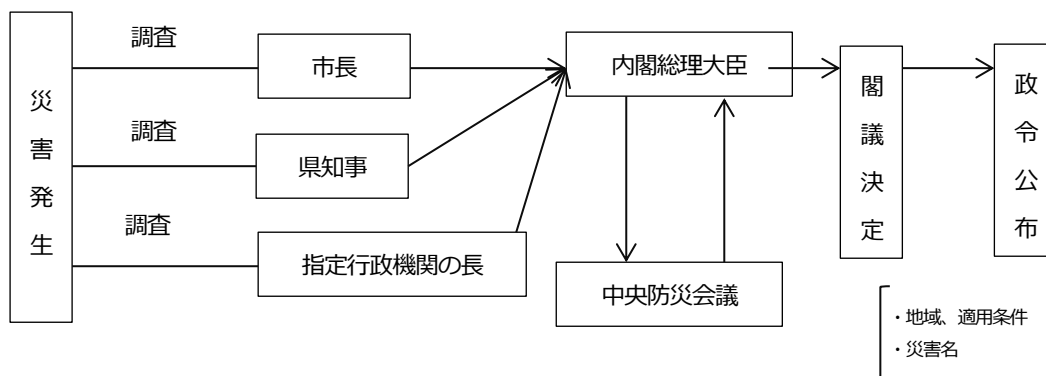 災害発生
調査
市長
調査
県知事
調査
指定行政機関の長
内閣総理大臣
中央防災会議
閣議決定
政令公布
・地域、適用条件
・災害名